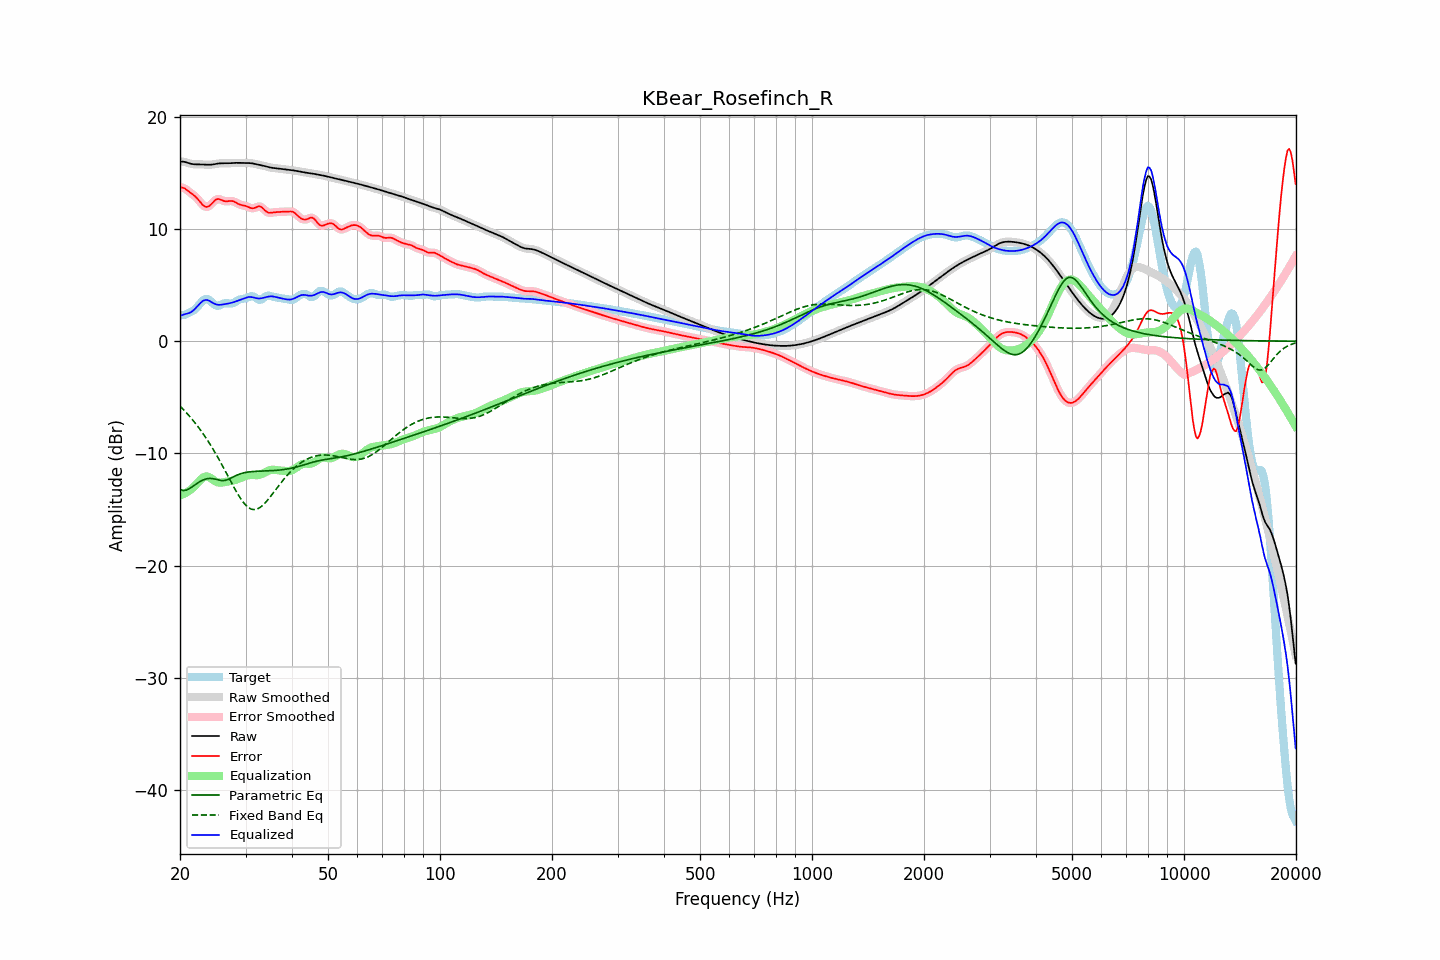 KBear_Rosefinch_R
20
10
0
−10
−20
−30
−40
Amplitude (dBr)
Target
Raw Smoothed
Error Smoothed
Raw
Error
Equalization
Parametric Eq
Fixed Band Eq
Equalized
20 50 100 200 500 1000 2000 5000 10000 20000
Frequency (Hz)